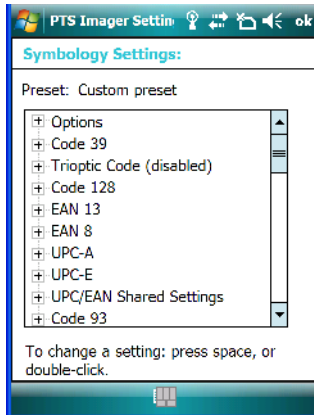 PTS Imager Settin
ok
Symbology Settings:
Preset: Custom preset
Options
Code 39
Trioptic Code (disabled)
Code 128
EAN 13
EAN 8
UPC-A
UPC-E
UPC/EAN Shared Settings
Code 93
To change a setting: press space, or
double-click.